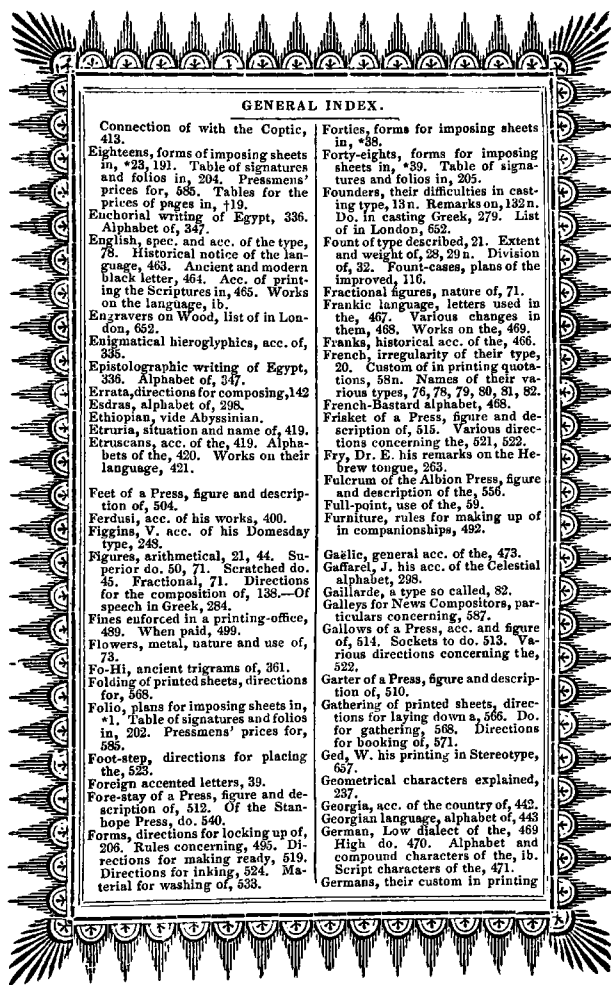 GENERAL INDEX.
Connection of with the Coptic,
413.
Eighteens, forms of imposing sheets
in, *23, 191. Table of signatures
and folios in, 204. Pressmens'
prices for, 585. Tables for the
prices of pages in, †19.
Enchorial writing of Egypt, 336.
Alphabet of, 347.
English, spec. and acc. of the type,
78. Historical notice of the lan-
guage, 463. Ancient and modern
black letter, 464. Acc. of print-
ing the Scriptures in, 465. Works
on the language, ib.
Engravers on Wood, list of in Lon-
don, 652.
Enigmatical hieroglyphics, acc. of,
335.
Epistolographic writing of Egypt,
336. Alphabet of, 347.
Errata, directions for composing, 142
Esdras, alphabet of, 298.
Ethiopian, vide Abyssinian.
Etruria, situation and name of, 419.
Etruscans, acc. of the, 419. Alpha-
bets of the, 420. Works on their
language, 421.
Feet of a Press, figure and descrip-
tion of, 504.
Ferdusi, acc. of his works, 400.
Figgins, V. acc. of his Domesday
type, 248.
Figures, arithmetical, 21, 44. Su-
perior do. 50, 71. Scratched do.
45. Fractional, 71. Directions
for the composition of, 138.—Of
speech in Greek, 284.
Fines enforced in a printing-office,
489. When paid, 499.
Flowers, metal, nature and use of,
73.
Fo-Hi, ancient trigrams of, 361.
Folding of printed sheets, directions
for, 568.
Folio, plans for imposing sheets in,
*1. Table of signatures and folios
in, 202. Pressmens' prices for,
585.
Foot-step, directions for placing
the, 523.
Foreign accented letters, 39.
Fore-stay of a Press, figure and de-
scription of, 512. Of the Stan-
hope Press, do. 540.
Forms, directions for locking up of,
206. Rules concerning, 495. Di-
rections for making ready, 519.
Directions for inking, 524. Ma-
terial for washing of, 533.
Forties, forms for imposing sheets
in, *38.
Forty-eights, forms for imposing
sheets in, *39. Table of signa-
tures and folios in, 205.
Founders, their difficulties in cast-
ing type, 13 n. Remarks on, 132 n.
Do. in casting Greek, 279. List
of in London, 652.
Fount of type described, 21. Extent
and weight of, 28, 29 n. Division
of, 32. Fount-cases, plans of the
improved, 116.
Fractional figures, nature of, 71.
Frankic language, letters used in
the, 467. Various changes in
them, 468. Works on the, 469.
Franks, historical acc. of the, 466.
French, irregularity of their type,
20. Custom of in printing quota-
tions, 58n. Names of their va-
rious types, 76, 78, 79, 80, 81, 82.
French-Bastard alphabet, 468.
Frisket of a Press, figure and de-
scription of, 515. Various direc-
tions concerning the, 521, 522.
Fry, Dr. E. his remarks on the He-
brew tongue, 263.
Fulcrum of the Albion Press, figure
and description of the, 556.
Full-point, use of the, 59.
Furniture, rules for making up of
in companionships, 492.
Gaëlic, general acc. of the, 473.
Gaffarel, J. his acc. of the Celestial
alphabet, 298.
Gaillarde, a type so called, 82.
Galleys for News Compositors, par-
ticulars concerning, 587.
Gallows of a Press, acc. and figure
of, 514. Sockets to do. 513. Va-
rious directions concerning the,
522.
Garter of a Press, figure and descrip-
tion of, 510.
Gathering of printed sheets, direc-
tions for laying down a, 566. Do.
for gathering, 568. Directions
for booking of, 571.
Ged, W. his printing in Stereotype,
657.
Geometrical characters explained,
237.
Georgia, acc. of the country of, 442.
Georgian language, alphabet of, 443
German, Low dialect of the, 469
High do. 470. Alphabet and
compound characters of the, ib.
Script characters of the, 471.
Germans, their custom in printing